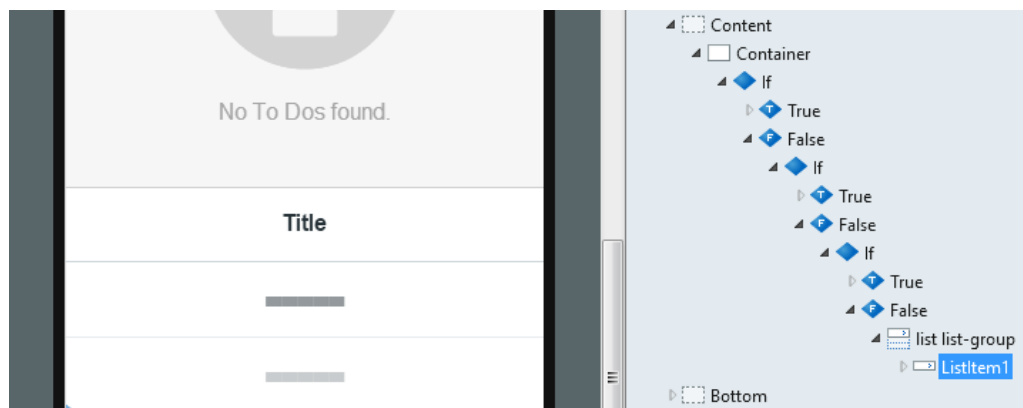 No To Dos found.
Title
Content
Container
If
T True
F False
If
T True
F False
If
T True
F False
list list-group
ListItem1
Bottom